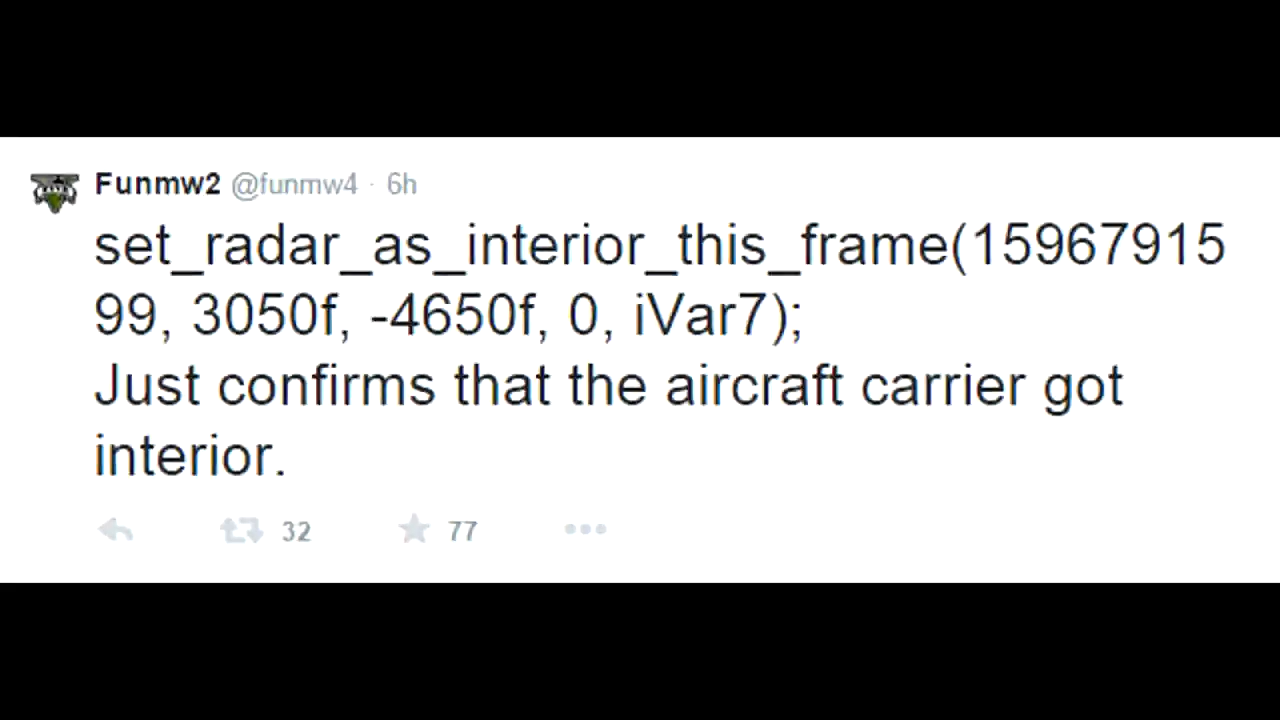 Funmw2 @funmw4 · 6h
set_radar_as_interior_this_frame(15967915
99, 3050f, -4650f, 0, iVar7);
Just confirms that the aircraft carrier got
interior.
32 77